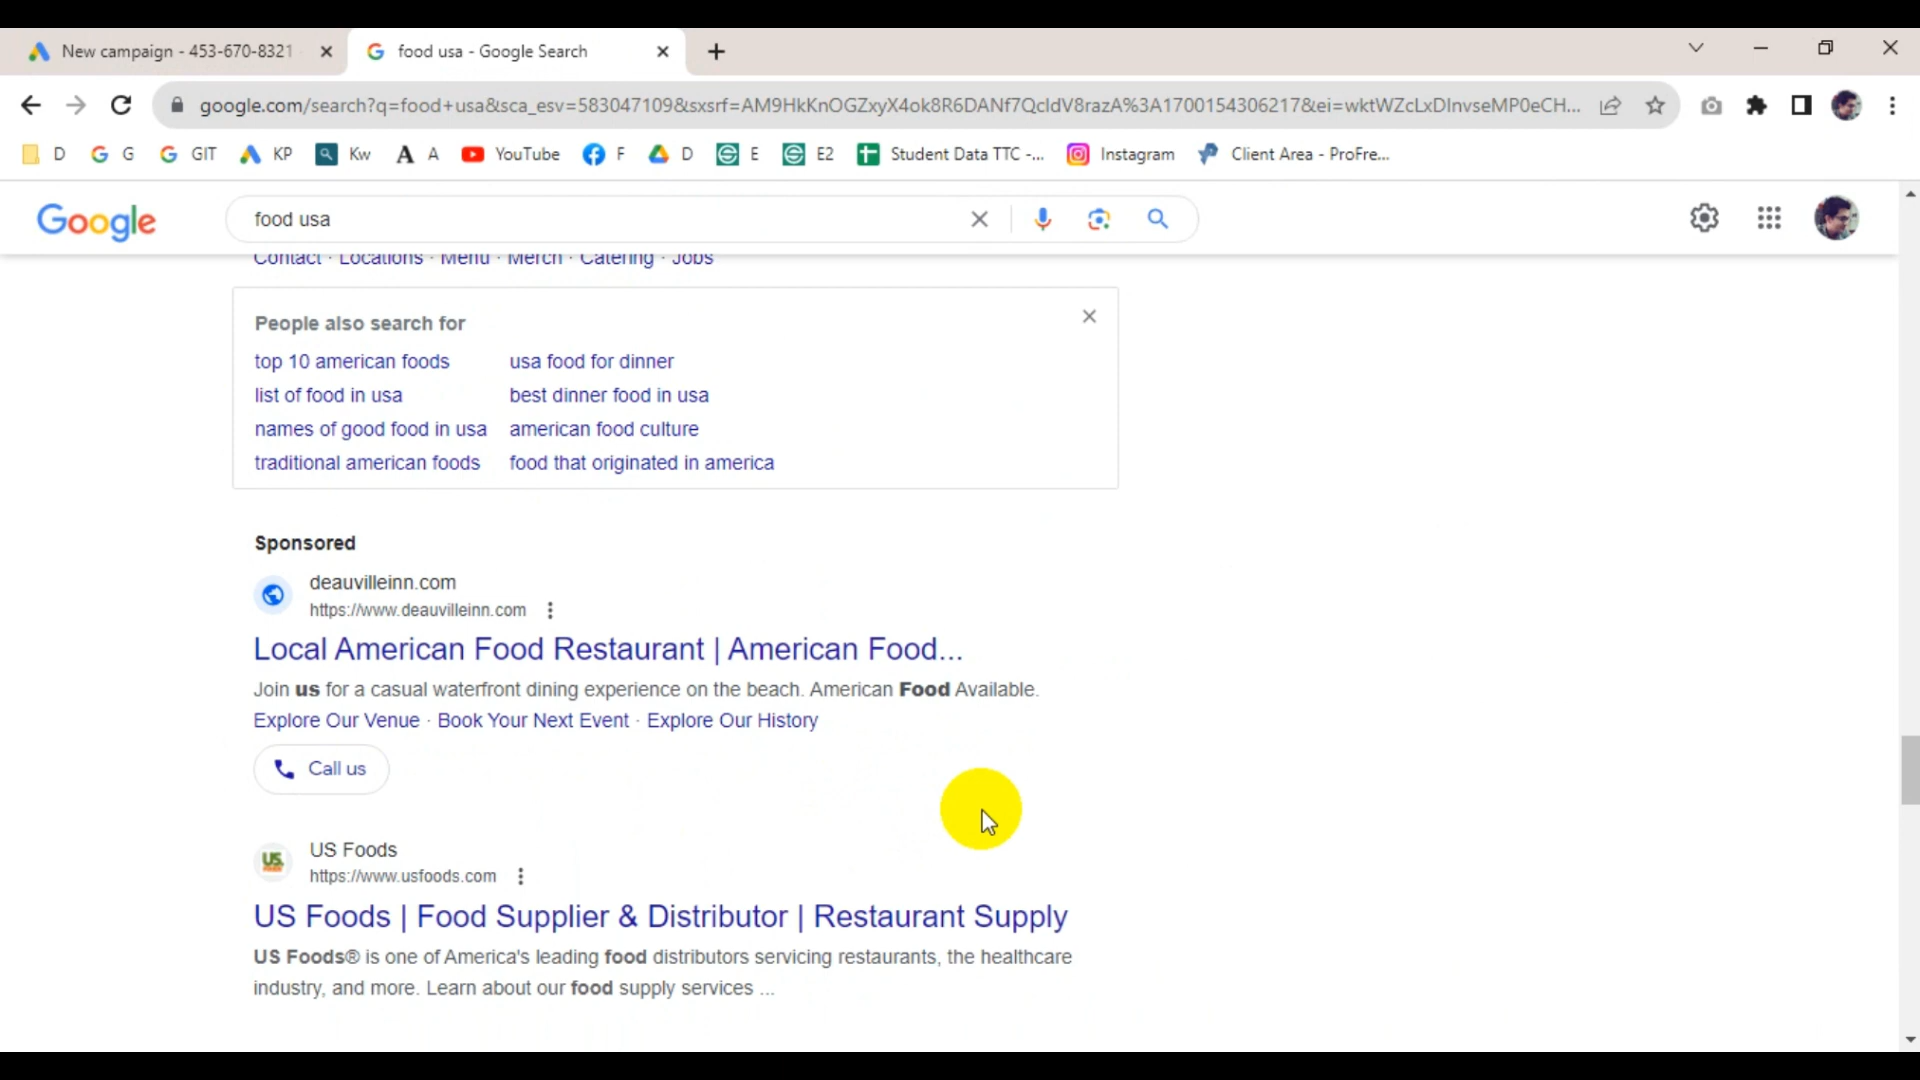 New campaign - 453-670-8321
food usa - Google Search
google.com/search?q=food+usa&sca_esv=583047109&sxsrf=AM9HkKnOGZxyX4ok8R6DANf7QcIdV8razA%3A1700154306217&ei=wktWZcLxDInvseMP0eCH...
D G GIT KP Kw A YouTube F D E E2 Student Data TTC -... Instagram Client Area - ProFre...
Google food usa
Contact · Locations · Menu · Merch · Catering · Jobs
People also search for
top 10 american foods usa food for dinner
list of food in usa best dinner food in usa
names of good food in usa american food culture
traditional american foods food that originated in america
Sponsored
deauvilleinn.com
https://www.deauvilleinn.com
Local American Food Restaurant | American Food...
Join us for a casual waterfront dining experience on the beach. American Food Available.
Explore Our Venue · Book Your Next Event · Explore Our History
Call us
US Foods
https://www.usfoods.com
US Foods | Food Supplier & Distributor | Restaurant Supply
US Foods® is one of America's leading food distributors servicing restaurants, the healthcare
industry, and more. Learn about our food supply services ...